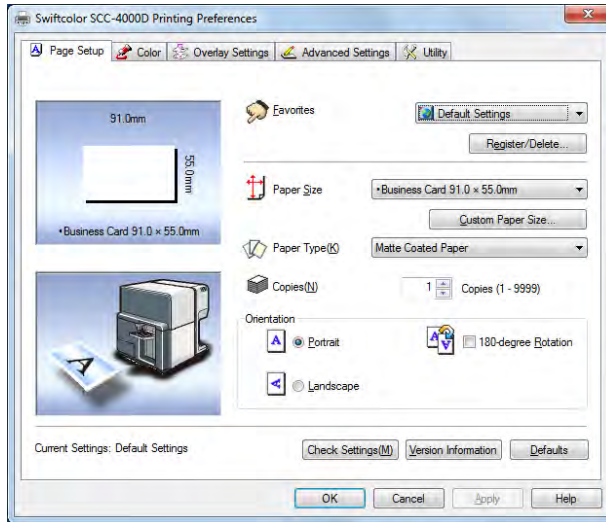 Swiftcolor SCC-4000D Printing Preferences
Page Setup Color Overlay Settings Advanced Settings Utility
91.0mm
55.0mm
•Business Card 91.0 × 55.0mm
Favorites Default Settings
Register/Delete...
Paper Size •Business Card 91.0 × 55.0mm
Custom Paper Size...
Paper Type(K) Matte Coated Paper
Copies(N) 1 Copies (1 - 9999)
Orientation
Portrait 180-degree Rotation
Landscape
Current Settings: Default Settings Check Settings(M) Version Information Defaults
OK Cancel Apply Help